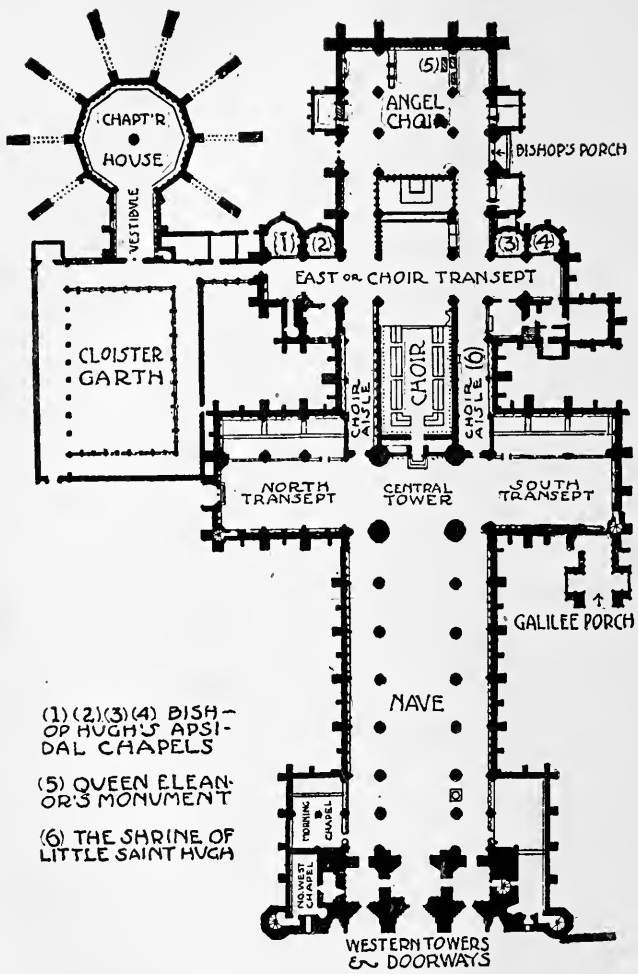 CHAPT'R
HOUSE
VESTIBULE
(5)
ANGEL
CHOIR
BISHOP'S PORCH
(1) (2)
(3) (4)
EAST OR CHOIR TRANSEPT
CLOISTER
GARTH
CHOIR
AISLE
CHOIR
CHOIR
AISLE (6)
NORTH
TRANSEPT
CENTRAL
TOWER
SOUTH
TRANSEPT
GALILEE PORCH
NAVE
(1) (2) (3) (4) BISH-
OP HUGH'S APSI-
DAL CHAPELS
(5) QUEEN ELEAN-
OR'S MONUMENT
(6) THE SHRINE OF
LITTLE SAINT HUGH
MORNING
CHAPEL
NO. WEST
CHAPEL
WESTERN TOWERS
& DOORWAYS